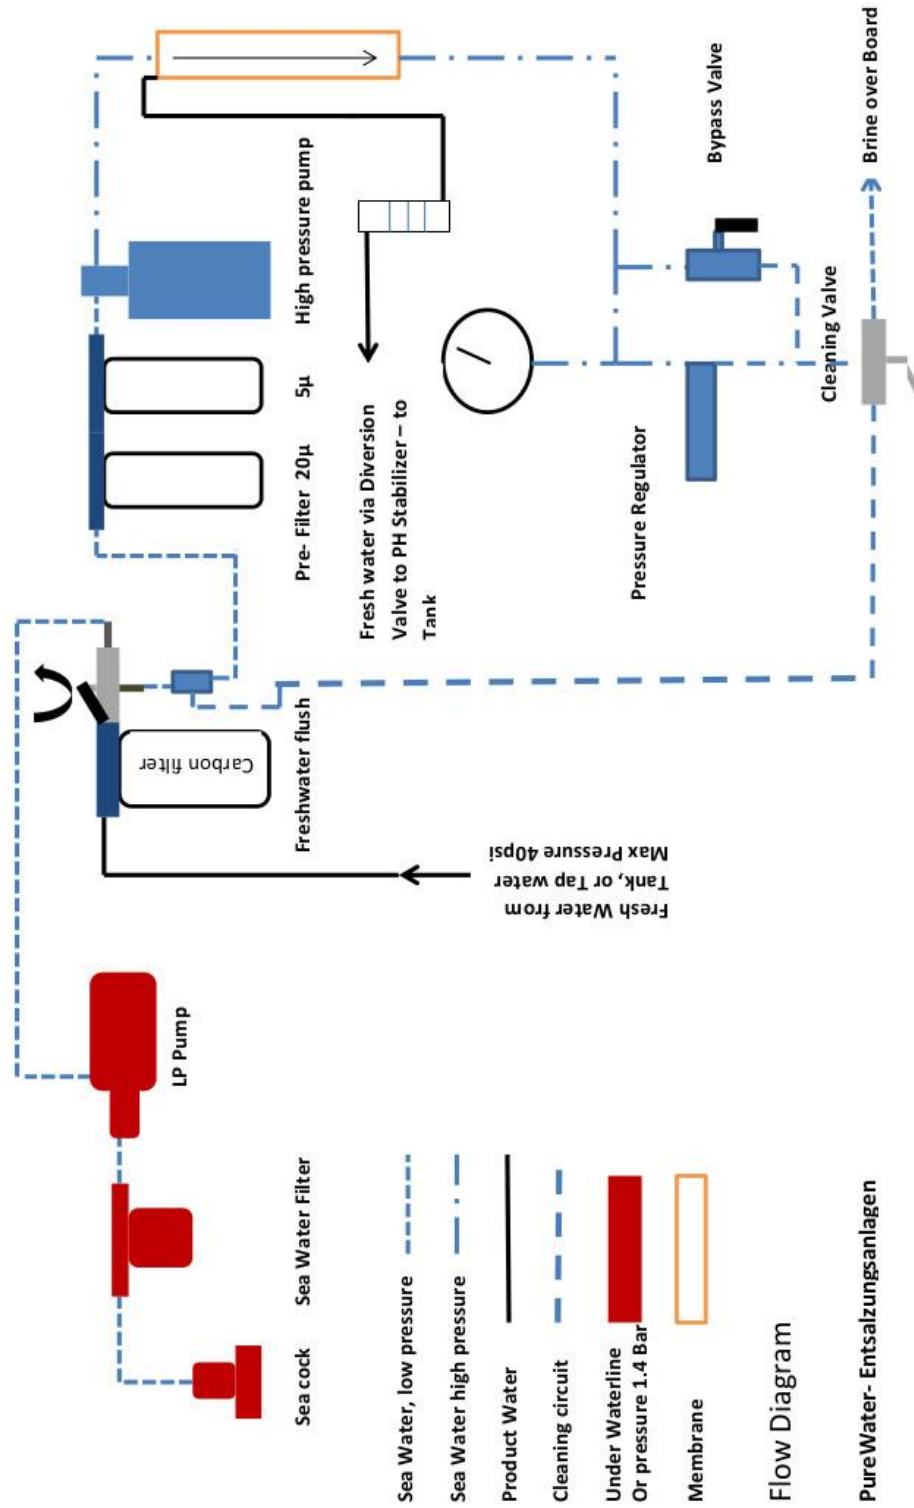 Sea cock
Sea Water Filter
LP Pump
Carbon filter
Freshwater flush
Fresh Water from
Tank, or Tap water
Max Pressure 40psi
Pre- Filter 20µ
5µ
High pressure pump
Fresh water via Diversion
Valve to PH Stabilizer – to
Tank
Pressure Regulator
Bypass Valve
Cleaning Valve
Brine over Board
Sea Water, low pressure
Sea Water high pressure
Product Water
Cleaning circuit
Under Waterline
Or pressure 1.4 Bar
Membrane
Flow Diagram
PureWater- Entsalzungsanlagen